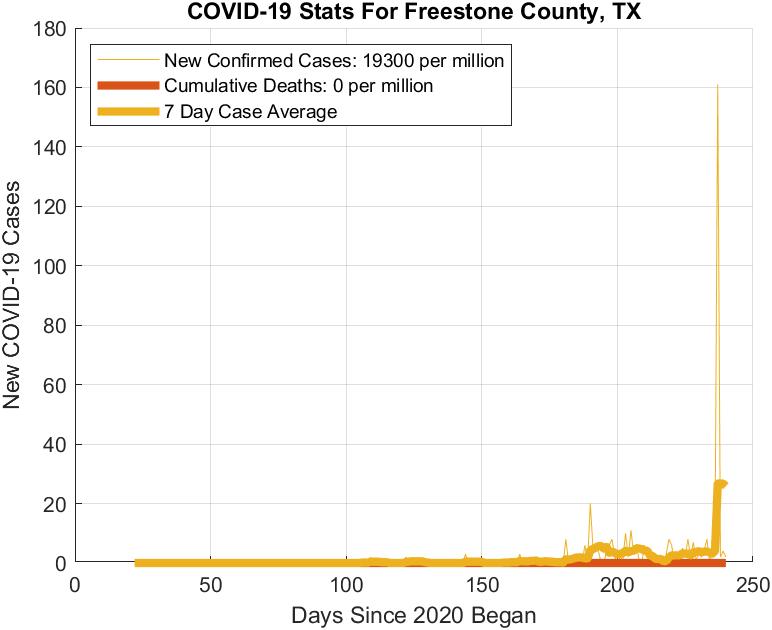 COVID-19 Stats For Freestone County, TX
180
160
140
120
100
80
60
40
20
0
New COVID-19 Cases
New Confirmed Cases: 19300 per million
Cumulative Deaths: 0 per million
7 Day Case Average
0
50
100
150
200
250
Days Since 2020 Began